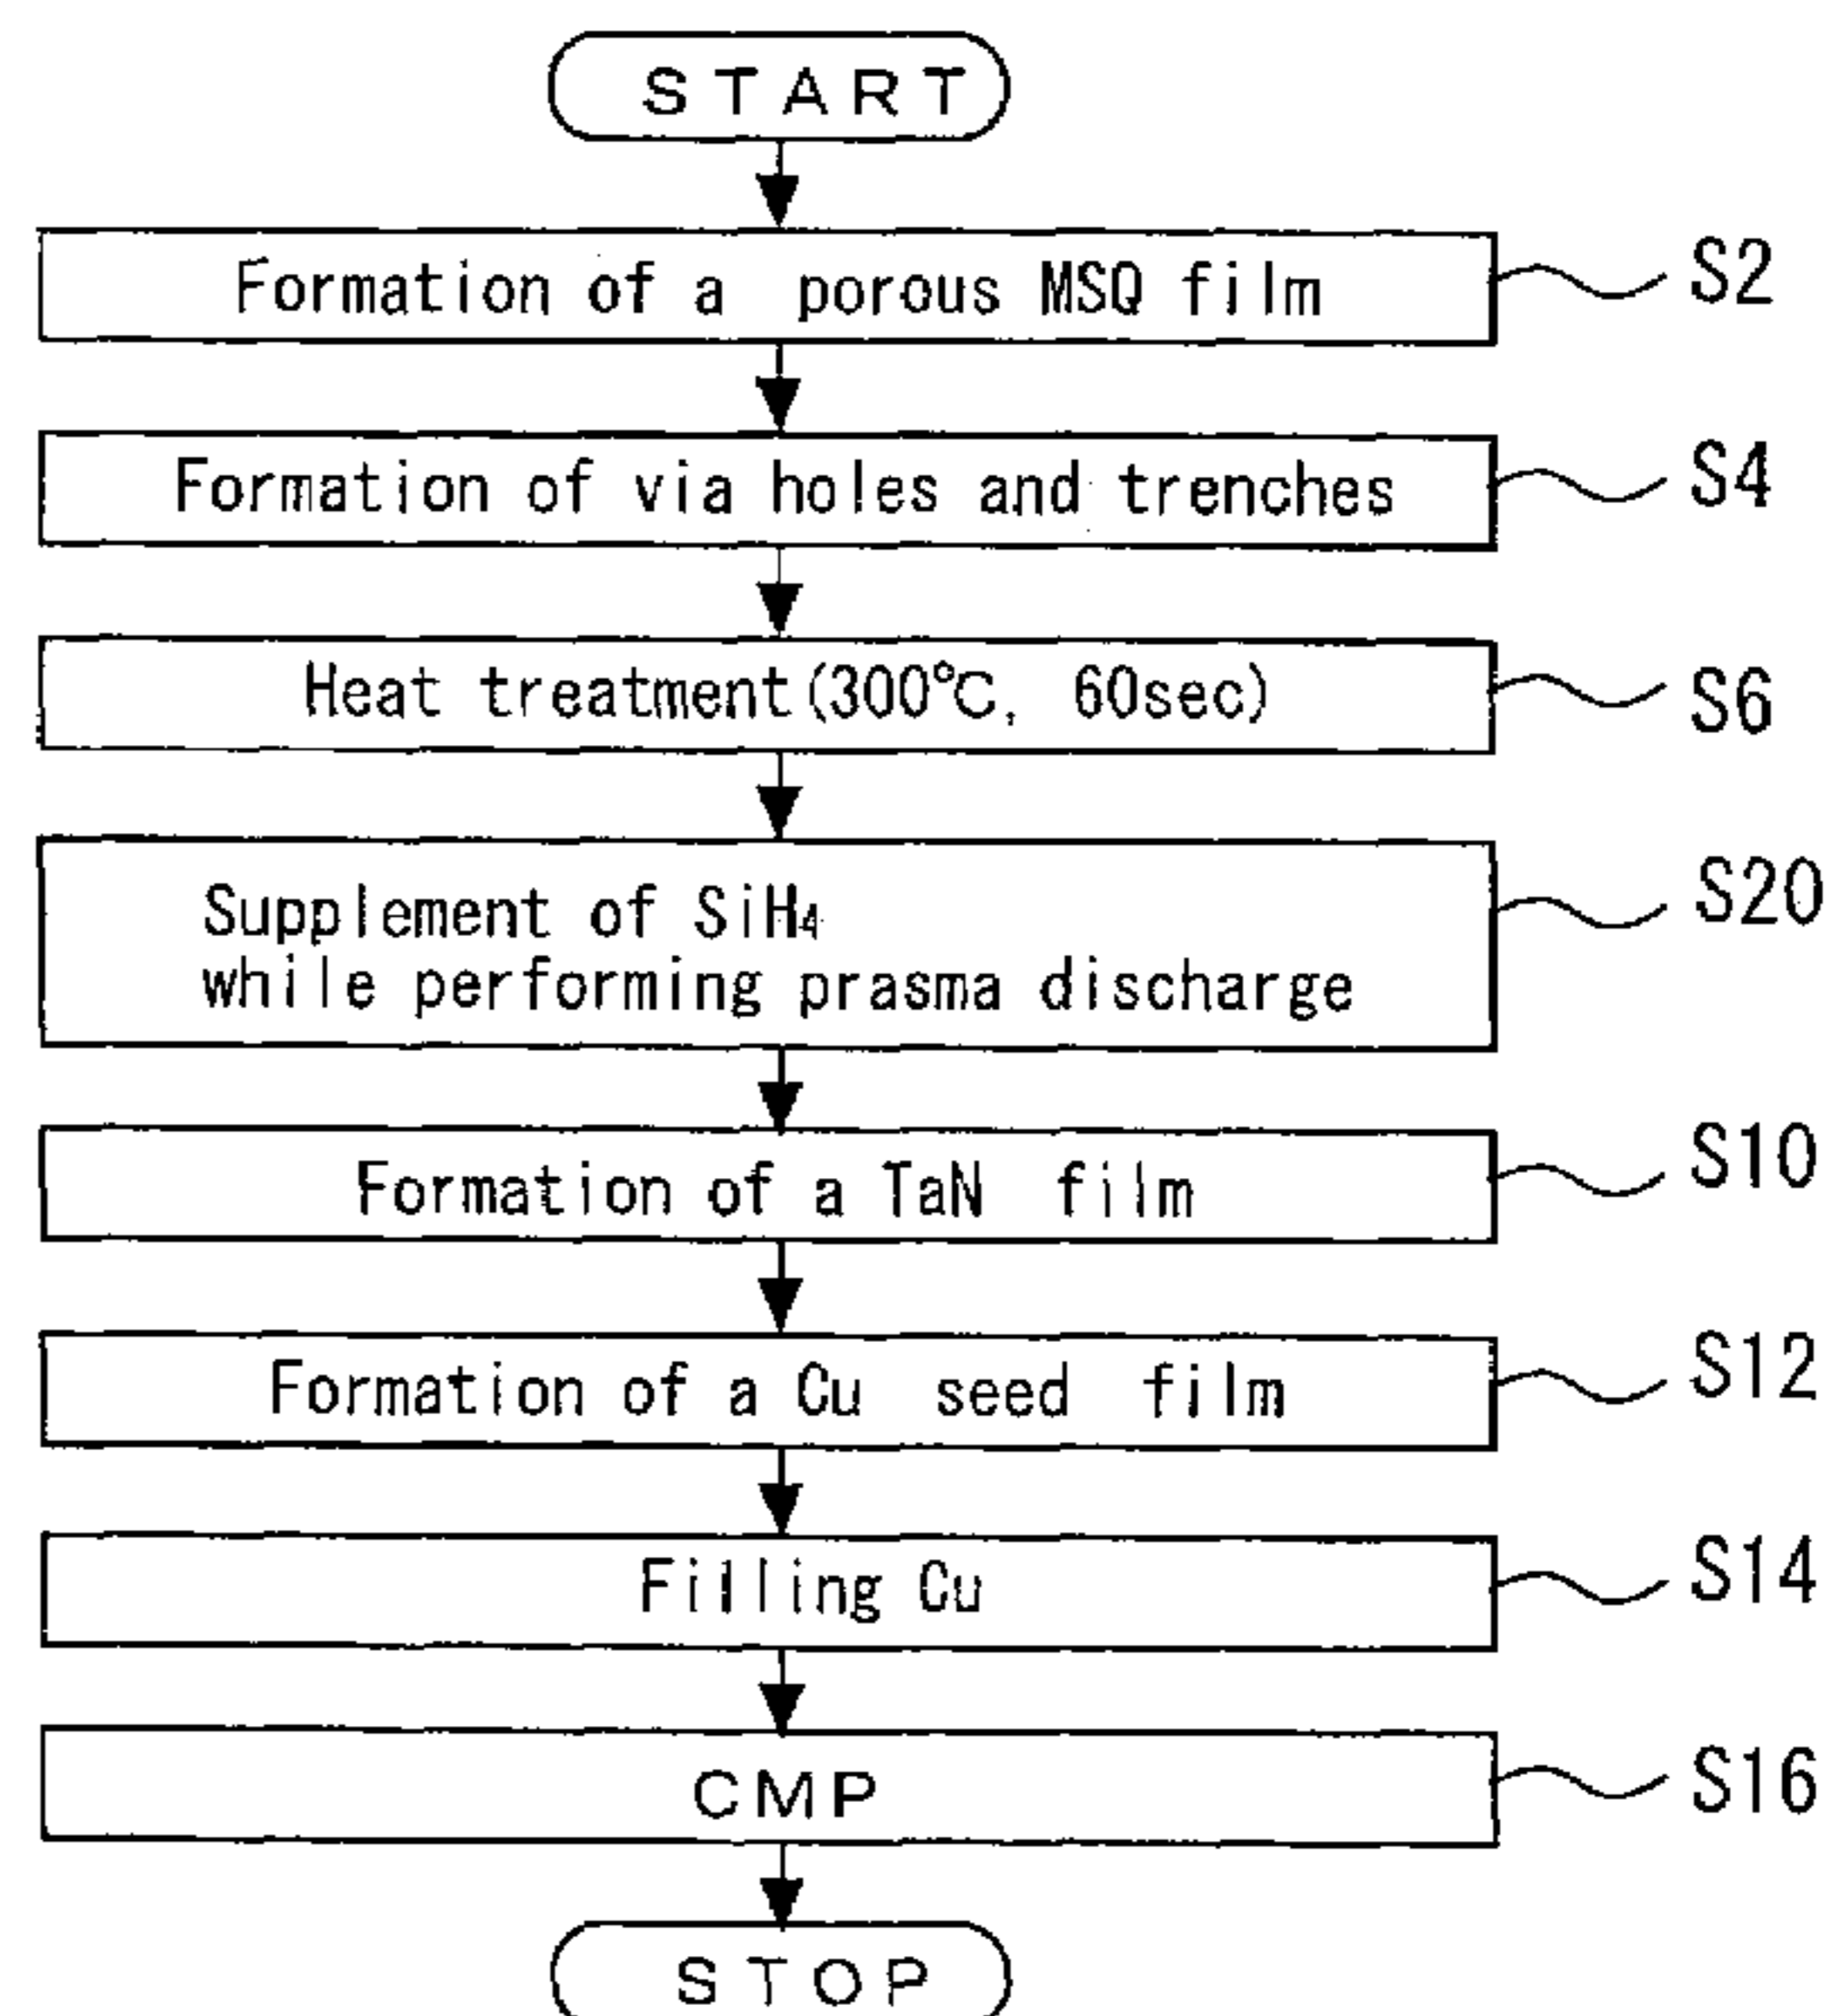 START
Formation of a porous MSQ film
S2
Formation of via holes and trenches
S4
Heat treatment(300℃, 60sec)
S6
Supplement of SiH₄
while performing prasma discharge
S20
Formation of a TaN film
S10
Formation of a Cu seed film
S12
Filling Cu
S14
CMP
S16
STOP